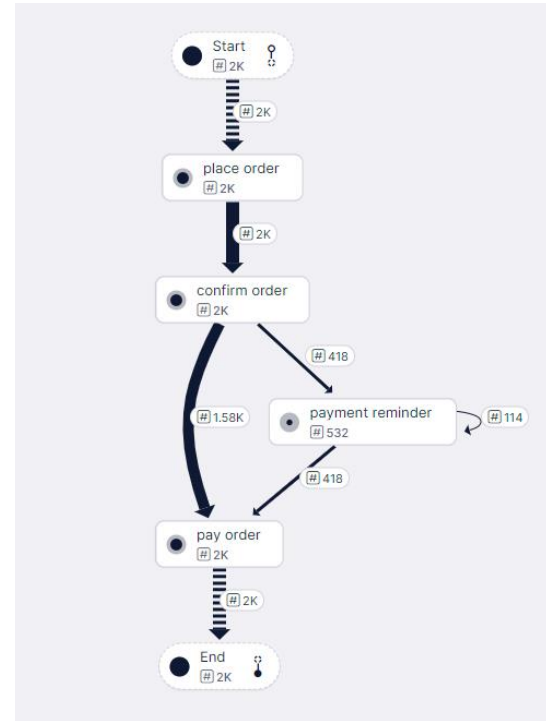 Start
# 2K
# 2K
place order
# 2K
# 2K
confirm order
# 2K
# 418
# 1.58K
payment reminder
# 532
# 114
# 418
pay order
# 2K
# 2K
End
# 2K